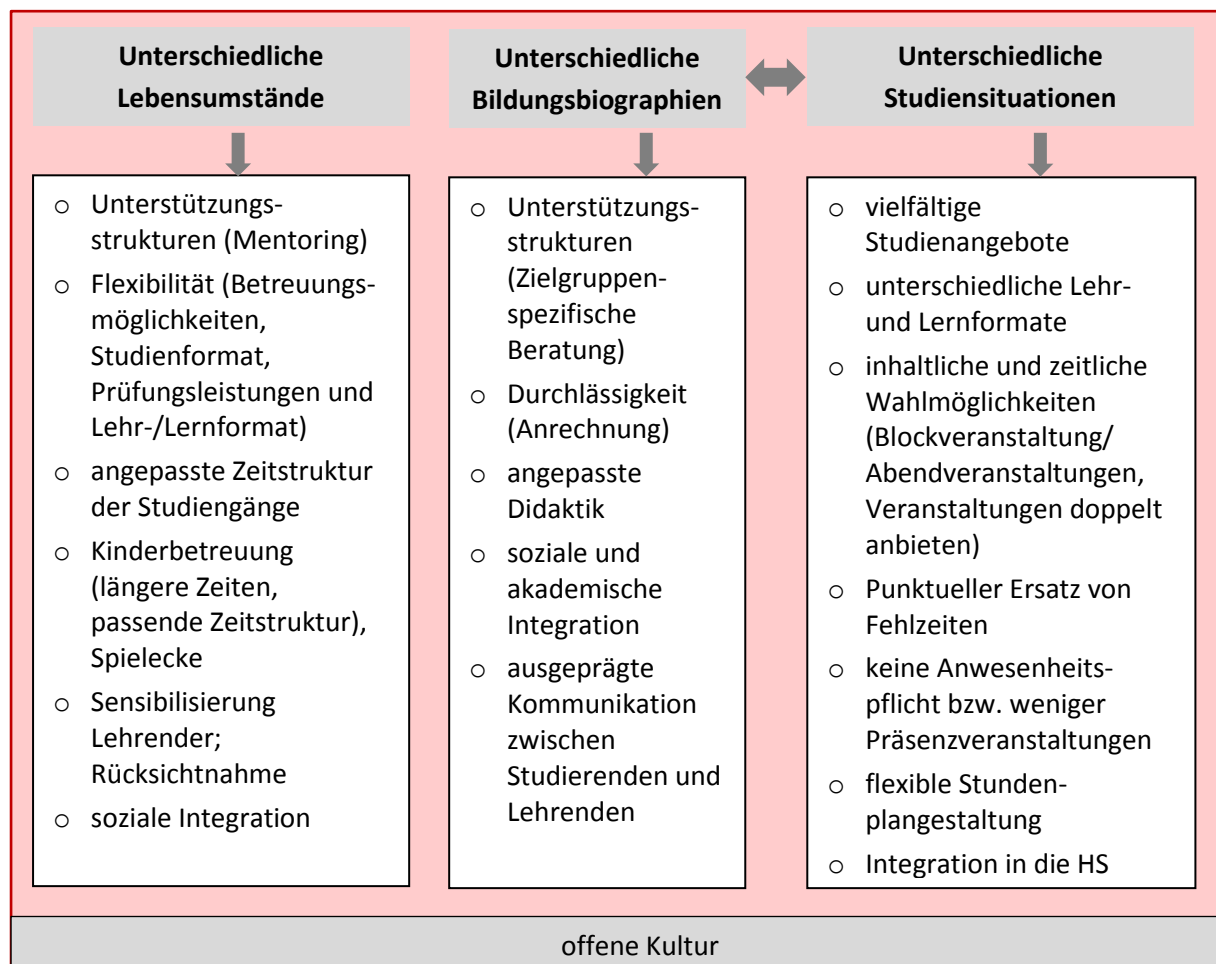 Unterschiedliche
Lebensumstände
○ Unterstützungs-
strukturen (Mentoring)
○ Flexibilität (Betreuungs-
möglichkeiten,
Studienformat,
Prüfungsleistungen und
Lehr-/Lernformat)
○ angepasste Zeitstruktur
der Studiengänge
○ Kinderbetreuung
(längere Zeiten,
passende Zeitstruktur),
Spielecke
○ Sensibilisierung
Lehrender;
Rücksichtnahme
○ soziale Integration
Unterschiedliche
Bildungsbiographien
○ Unterstützungs-
strukturen
(Zielgruppen-
spezifische
Beratung)
○ Durchlässigkeit
(Anrechnung)
○ angepasste
Didaktik
○ soziale und
akademische
Integration
○ ausgeprägte
Kommunikation
zwischen
Studierenden und
Lehrenden
Unterschiedliche
Studiensituationen
○ vielfältige
Studienangebote
○ unterschiedliche Lehr-
und Lernformate
○ inhaltliche und zeitliche
Wahlmöglichkeiten
(Blockveranstaltung/
Abendveranstaltungen,
Veranstaltungen doppelt
anbieten)
○ Punktueller Ersatz von
Fehlzeiten
○ keine Anwesenheits-
pflicht bzw. weniger
Präsenzveranstaltungen
○ flexible Stunden-
plangestaltung
○ Integration in die HS
offene Kultur